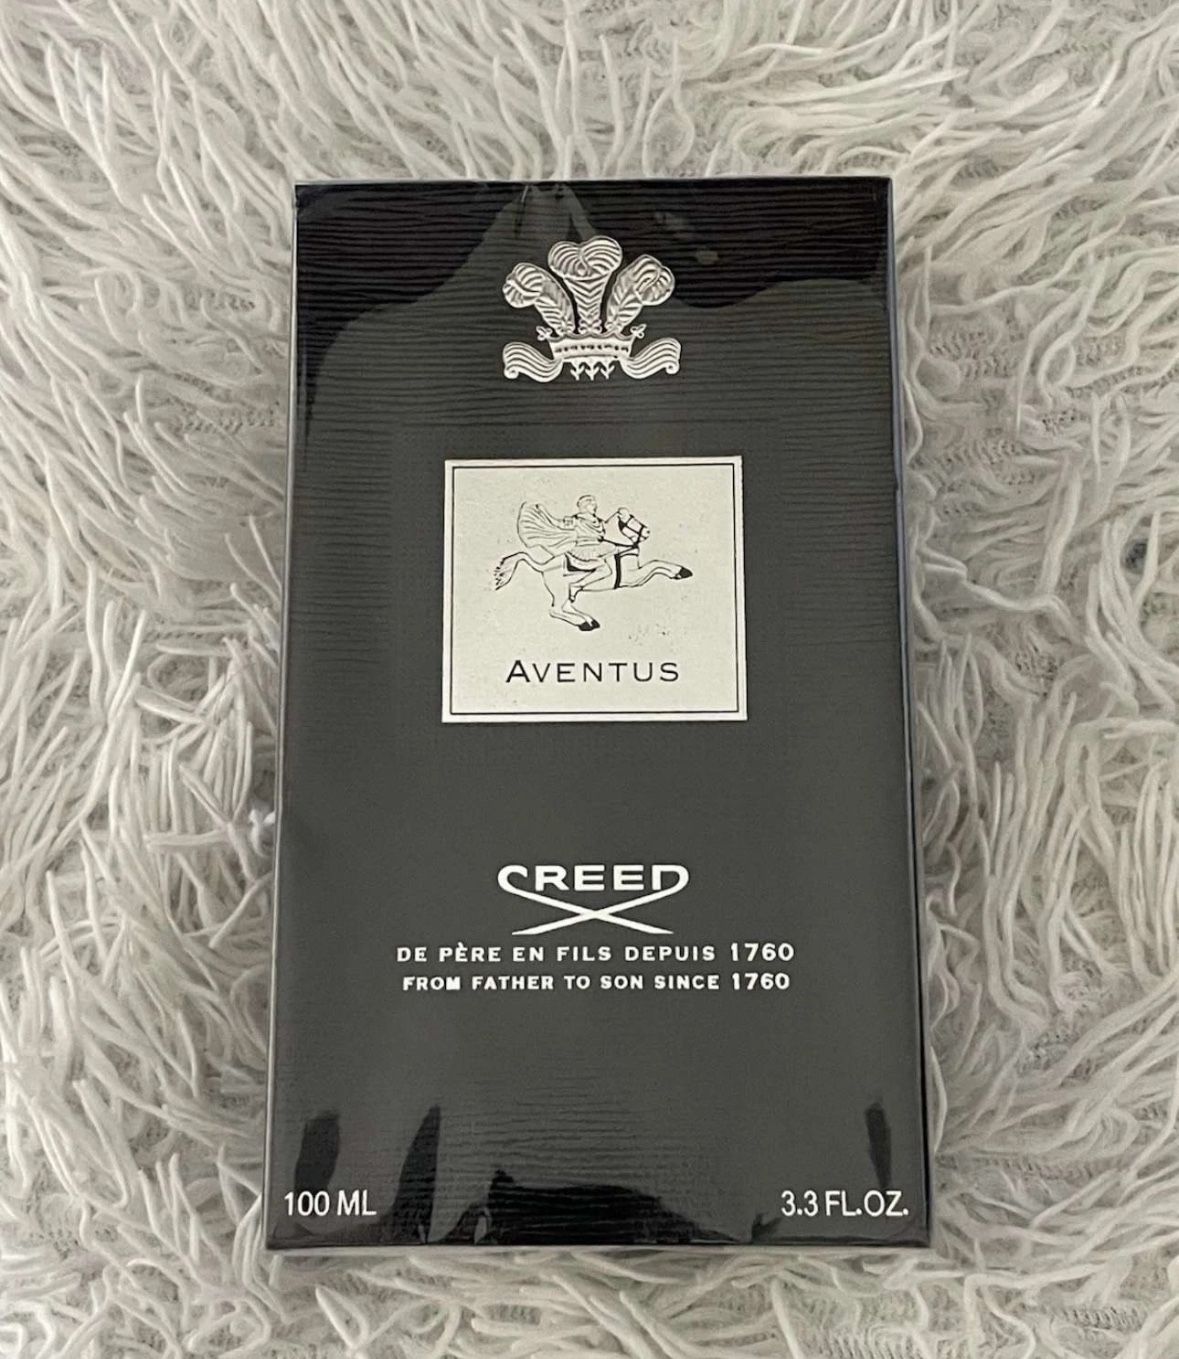 AVENTUS
CREED
DE PÈRE EN FILS DEPUIS 1760
FROM FATHER TO SON SINCE 1760
100 ML
3.3 FL.OZ.